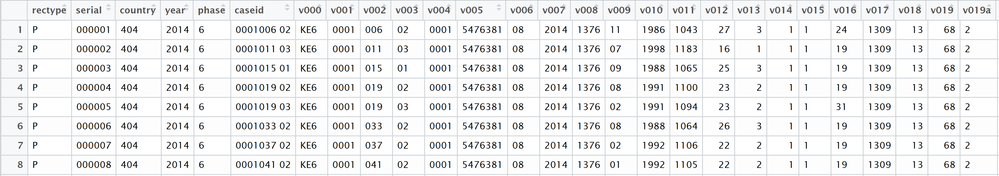 rectype serial country year phase caseid v000 v001 v002 v003 v004 v005 v006 v007 v008 v009 v010 v011 v012 v013 v014 v015 v016 v017 v018 v019 v019a
1 P 000001 404 2014 6 0001006 02 KE6 0001 006 02 0001 5476381 08 2014 1376 11 1986 1043 27 3 1 1 24 1309 13 68 2
2 P 000002 404 2014 6 0001011 03 KE6 0001 011 03 0001 5476381 08 2014 1376 07 1998 1183 16 1 1 1 19 1309 13 68 2
3 P 000003 404 2014 6 0001015 01 KE6 0001 015 01 0001 5476381 08 2014 1376 09 1988 1065 25 3 1 1 19 1309 13 68 2
4 P 000004 404 2014 6 0001019 02 KE6 0001 019 02 0001 5476381 08 2014 1376 08 1991 1100 23 2 1 1 19 1309 13 68 2
5 P 000005 404 2014 6 0001019 03 KE6 0001 019 03 0001 5476381 08 2014 1376 02 1991 1094 23 2 1 1 31 1309 13 68 2
6 P 000006 404 2014 6 0001033 02 KE6 0001 033 02 0001 5476381 08 2014 1376 08 1988 1064 26 3 1 1 19 1309 13 68 2
7 P 000007 404 2014 6 0001037 02 KE6 0001 037 02 0001 5476381 08 2014 1376 02 1992 1106 22 2 1 1 19 1309 13 68 2
8 P 000008 404 2014 6 0001041 02 KE6 0001 041 02 0001 5476381 08 2014 1376 01 1992 1105 22 2 1 1 19 1309 13 68 2